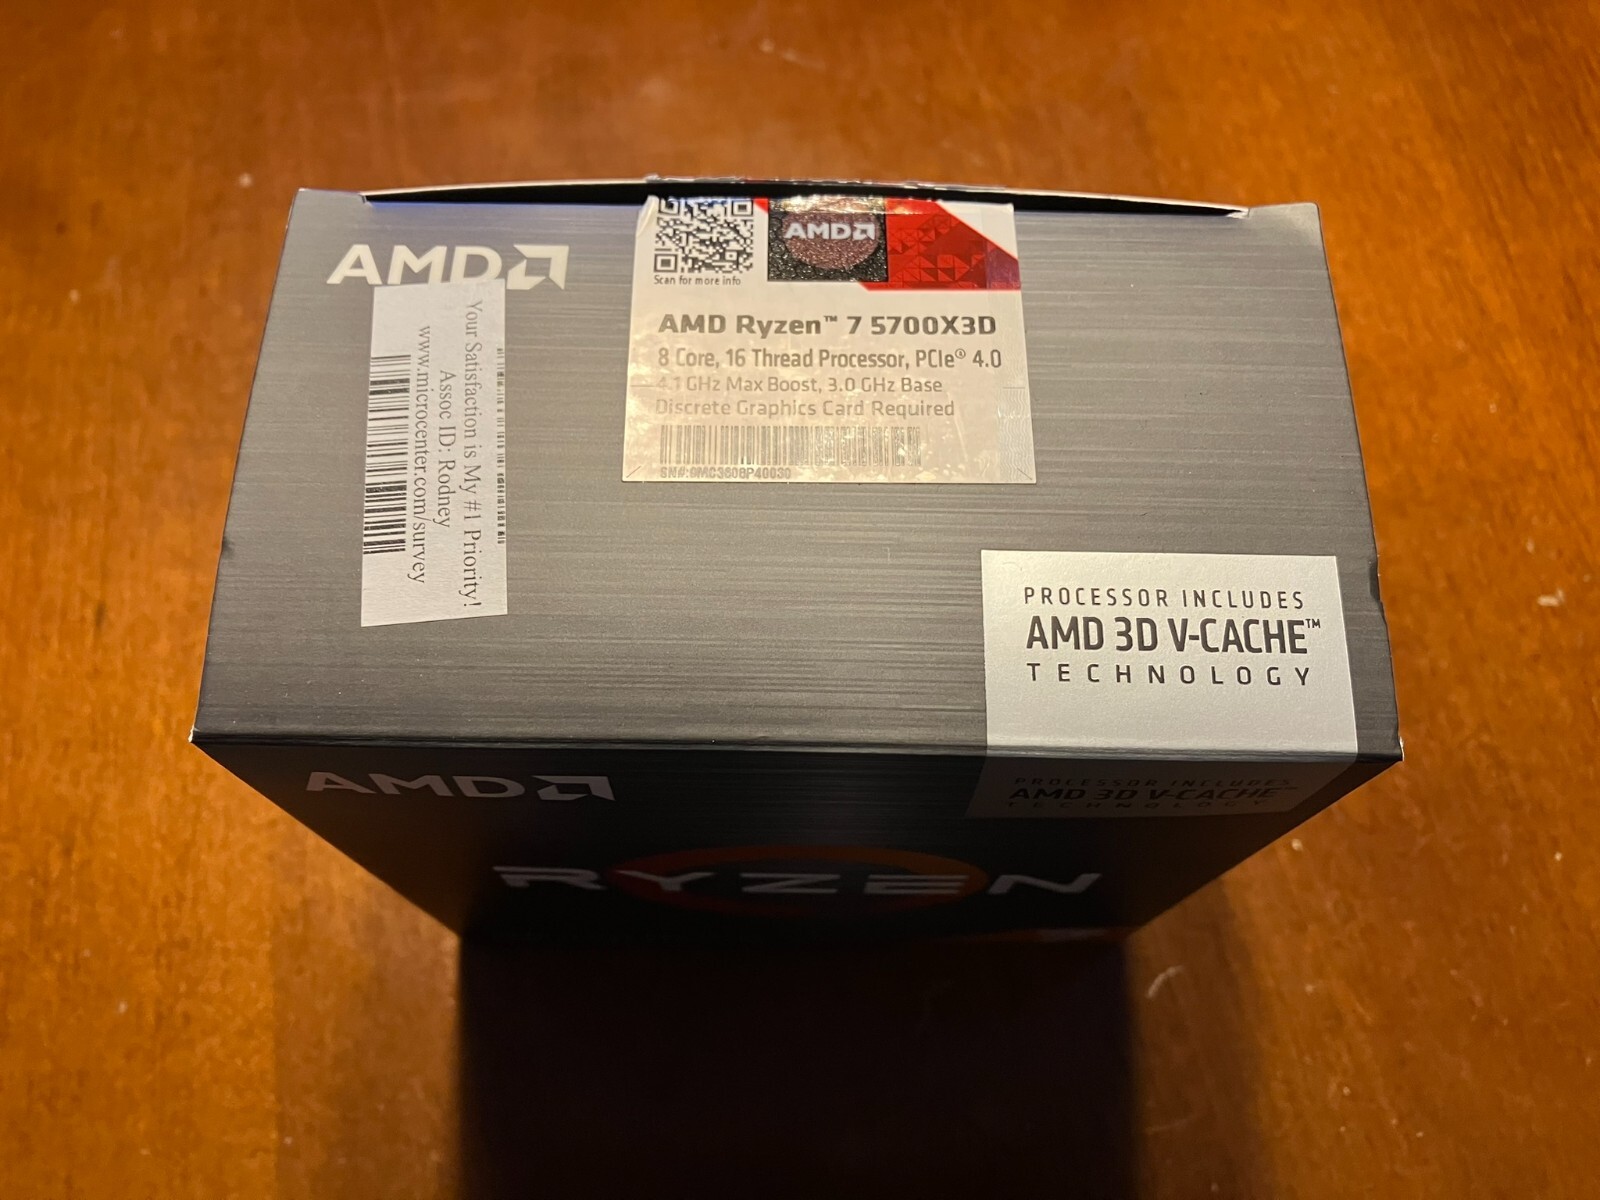 AMD
Your Satisfaction is My #1 Priority!
Assoc ID: Rodney
www.microcenter.com/survey
Scan for more info
AMD
AMD Ryzen™ 7 5700X3D
8 Core, 16 Thread Processor, PCIe® 4.0
4.1 GHz Max Boost, 3.0 GHz Base
Discrete Graphics Card Required
PROCESSOR INCLUDES
AMD 3D V-CACHE™
TECHNOLOGY
AMD
PROCESSOR INCLUDES
AMD 3D V-CACHE™
TECHNOLOGY
RYZEN